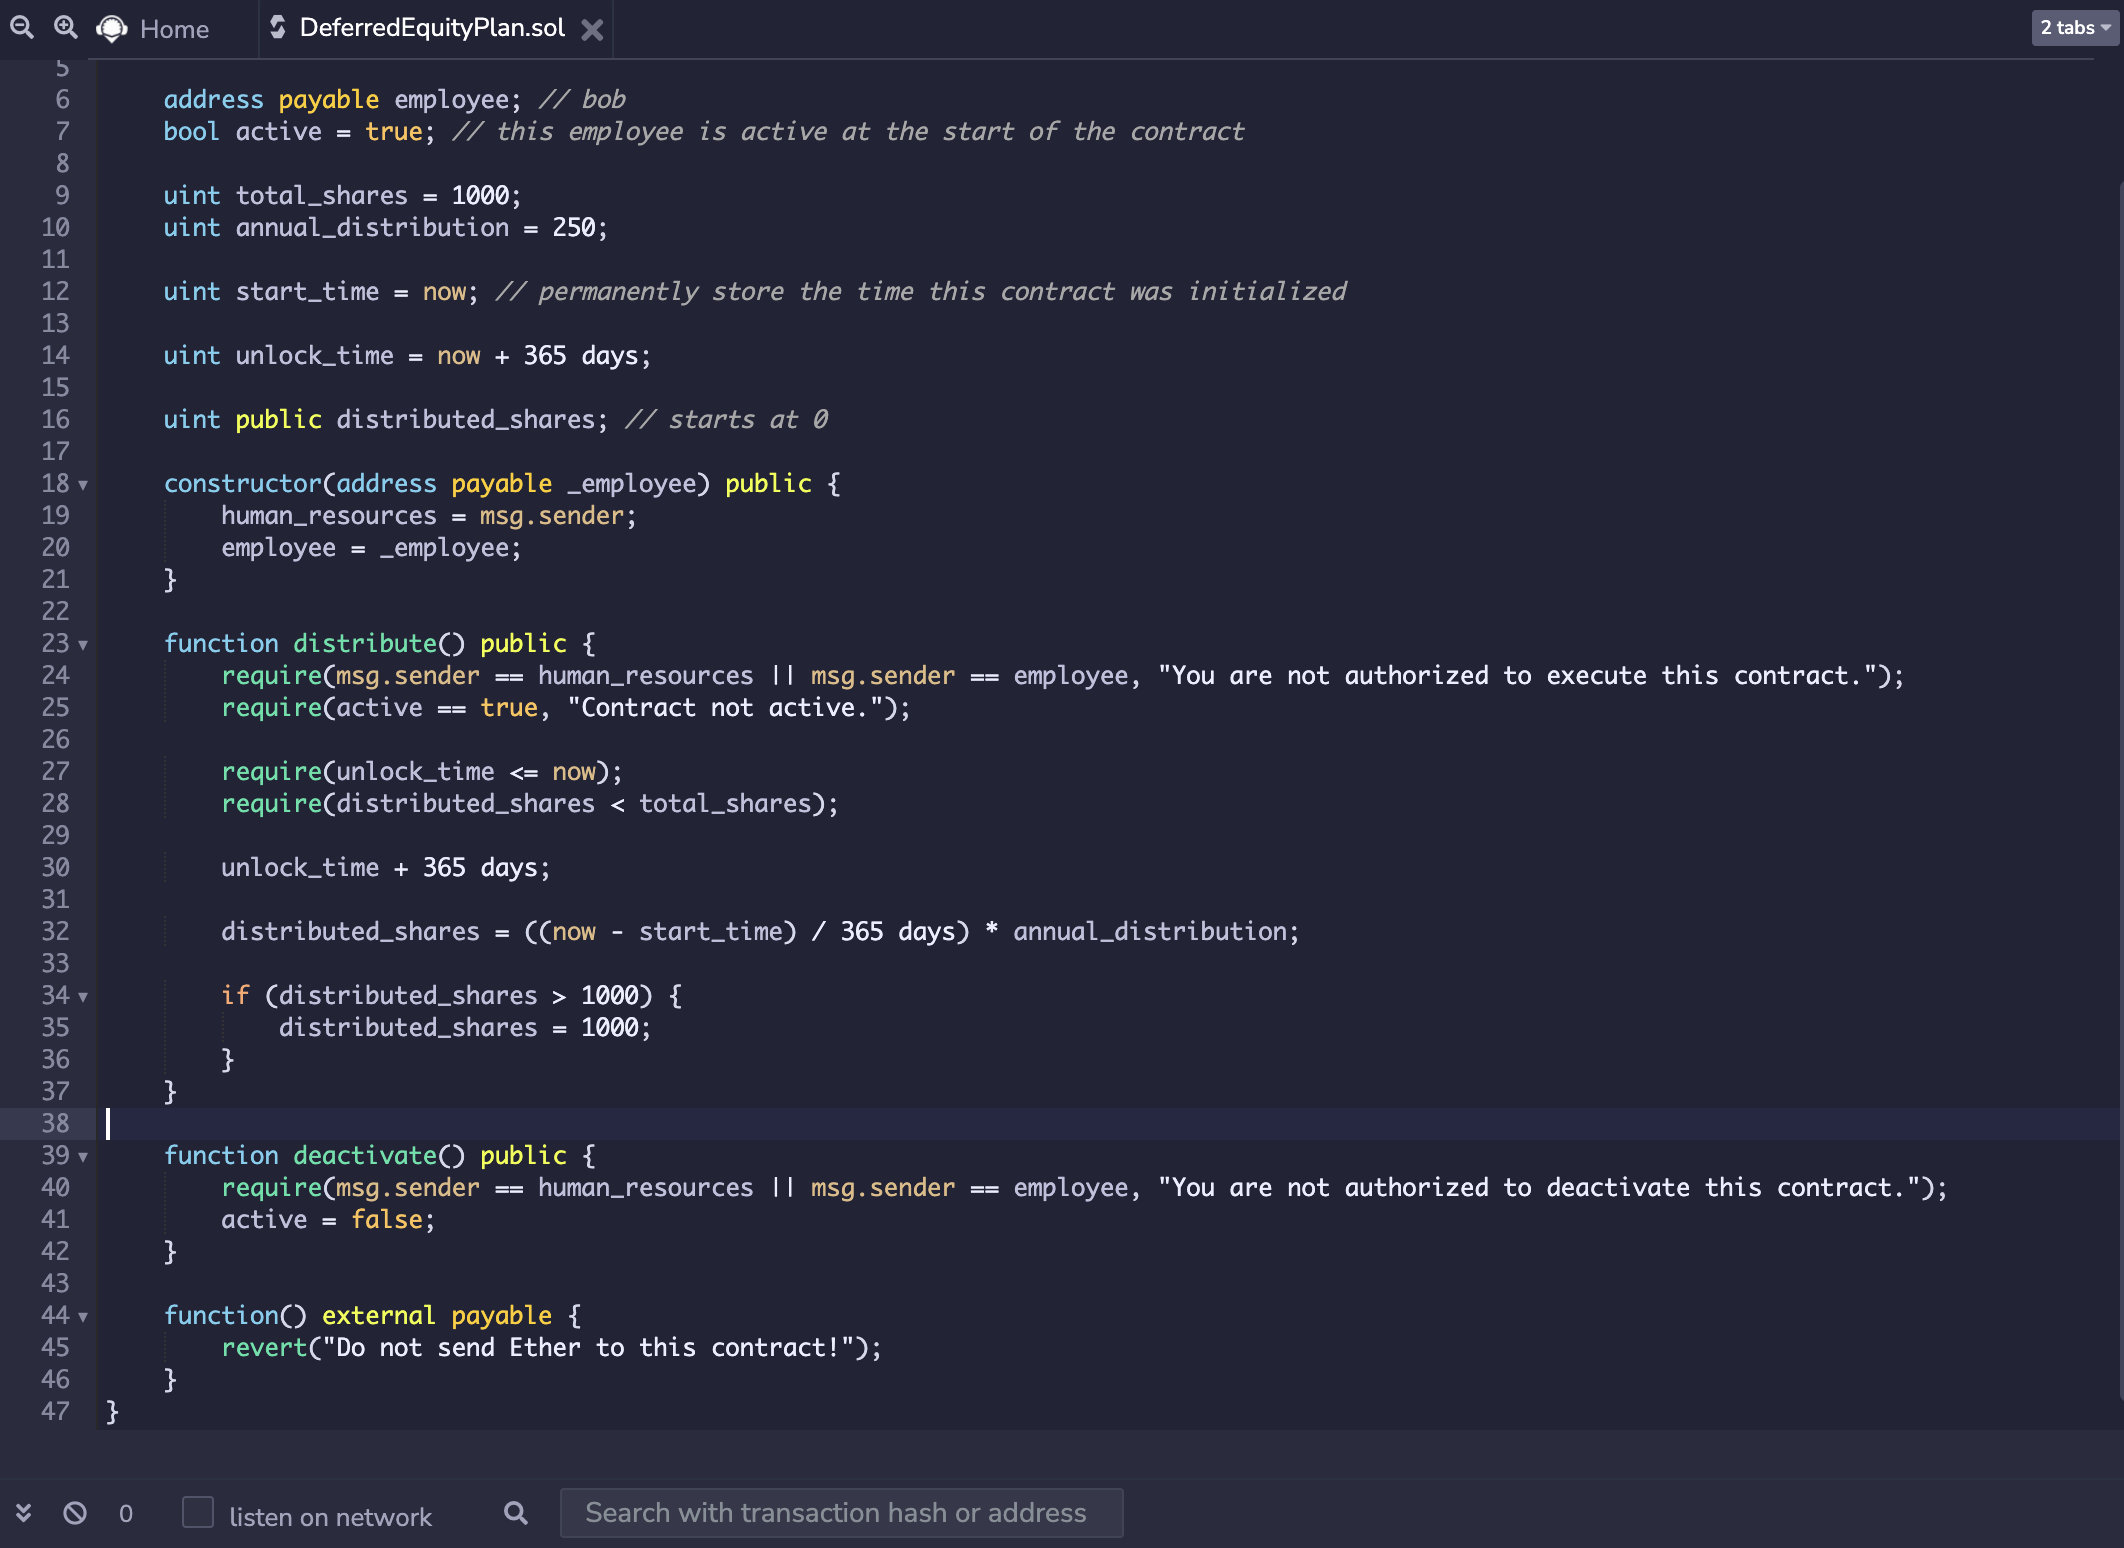 Home
DeferredEquityPlan.sol
2 tabs
5
6 address payable employee; // bob
7 bool active = true; // this employee is active at the start of the contract
8
9 uint total_shares = 1000;
10 uint annual_distribution = 250;
11
12 uint start_time = now; // permanently store the time this contract was initialized
13
14 uint unlock_time = now + 365 days;
15
16 uint public distributed_shares; // starts at 0
17
18 constructor(address payable _employee) public {
19 human_resources = msg.sender;
20 employee = _employee;
21 }
22
23 function distribute() public {
24 require(msg.sender == human_resources || msg.sender == employee, "You are not authorized to execute this contract.");
25 require(active == true, "Contract not active.");
26
27 require(unlock_time <= now);
28 require(distributed_shares < total_shares);
29
30 unlock_time + 365 days;
31
32 distributed_shares = ((now - start_time) / 365 days) * annual_distribution;
33
34 if (distributed_shares > 1000) {
35 distributed_shares = 1000;
36 }
37 }
38
39 function deactivate() public {
40 require(msg.sender == human_resources || msg.sender == employee, "You are not authorized to deactivate this contract.");
41 active = false;
42 }
43
44 function() external payable {
45 revert("Do not send Ether to this contract!");
46 }
47 }
0
listen on network
Search with transaction hash or address